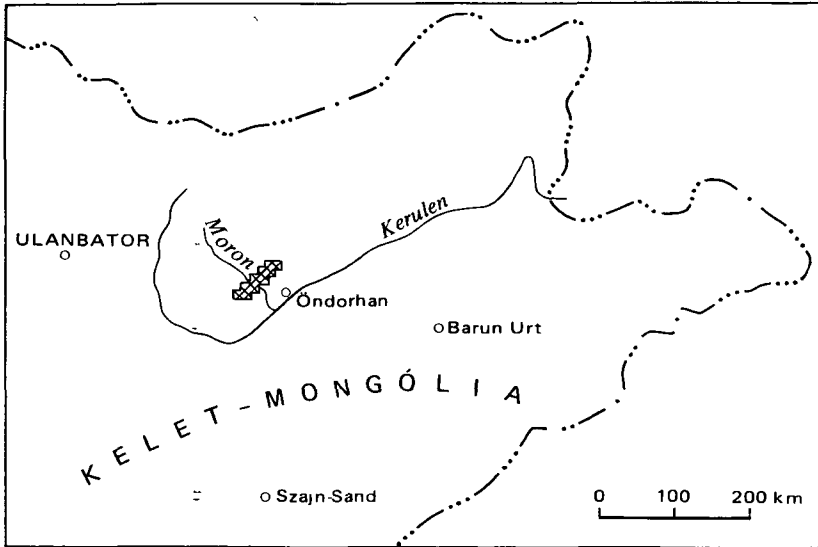 Moron
Kerulen
ULANBATOR
Öndorhan
Barun Urt
KELET-MONGÓLIA
Szajn-Sand
0 100 200 km